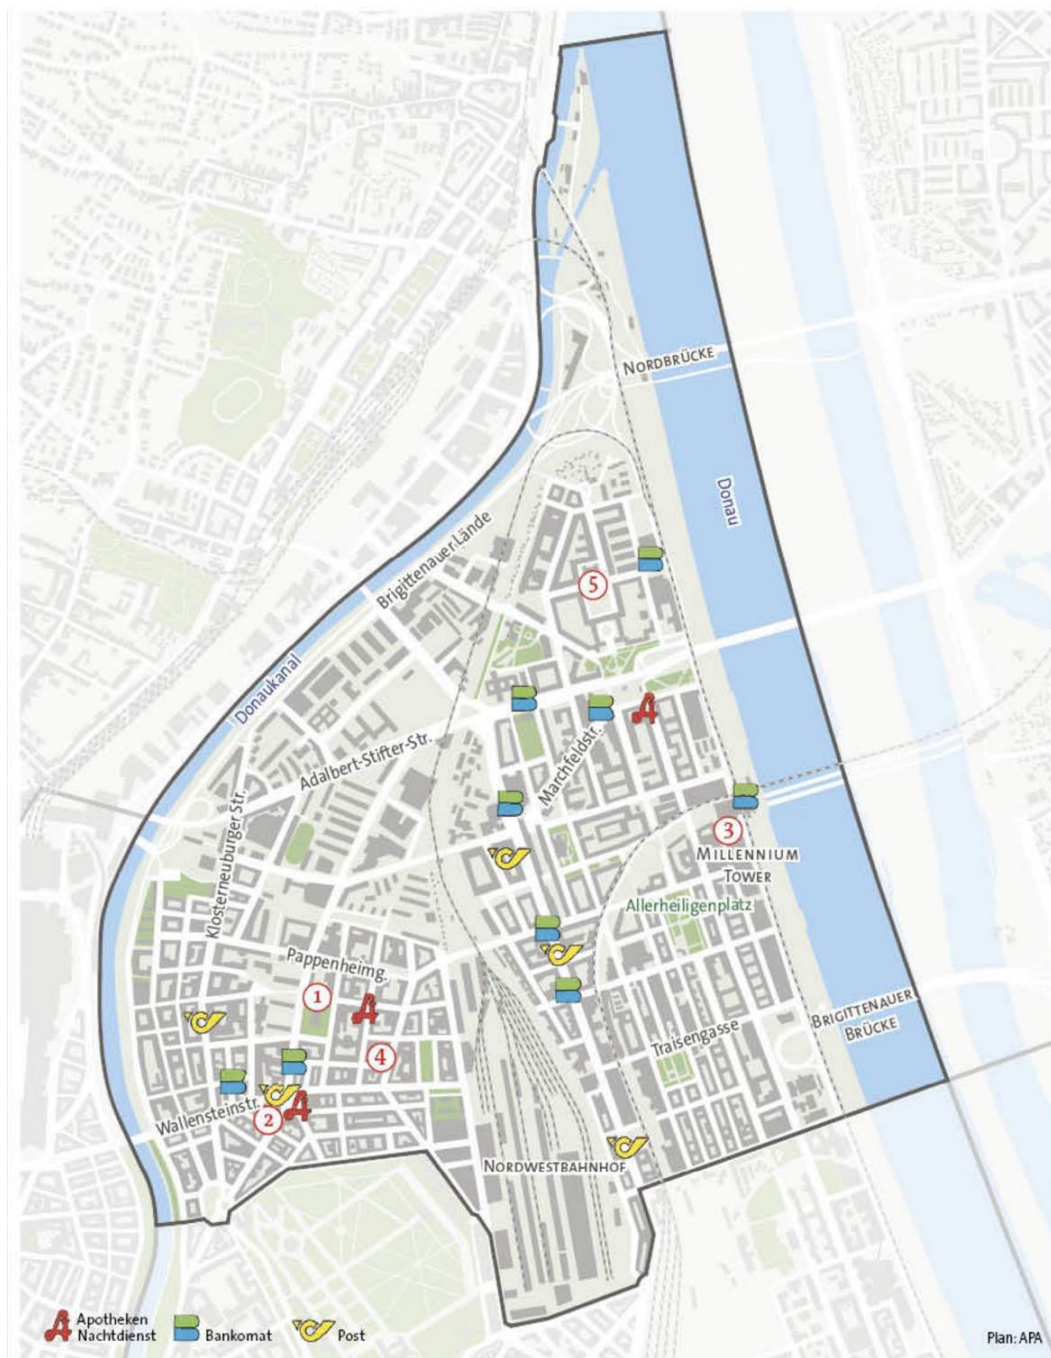 NORDBRÜCKE
Donau
Brigittenauer Lände
5
Donaukanal
Adalbert-Stifter-Str.
Marchfeldstr.
Klosterneuburger Str.
3
MILLENNIUM
TOWER
Allerheiligenplatz
Pappenheimg.
1
BRIGITTENAUER
BRÜCKE
Traisengasse
4
Wallensteinstr.
2
NORDWESTBAHNHOF
Apotheken
Nachtdienst
Bankomat
Post
Plan: APA